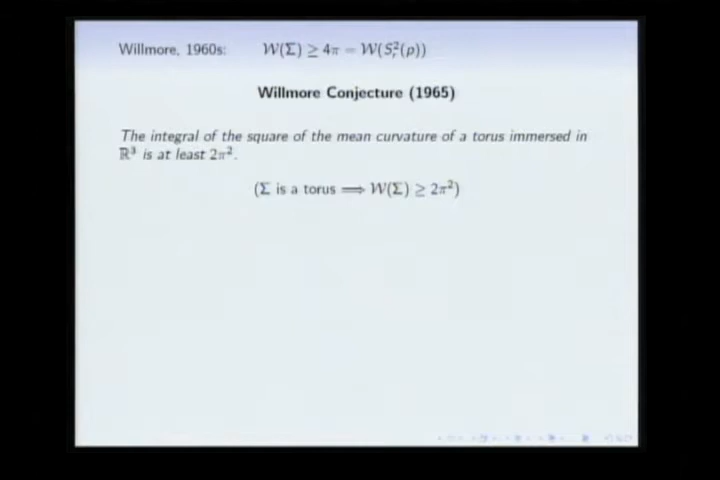 Willmore, 1960s: W(Σ) ≥ 4π = W(S²ᵣ(p))
Willmore Conjecture (1965)
The integral of the square of the mean curvature of a torus immersed in
ℝ³ is at least 2π².
(Σ is a torus ⟹ W(Σ) ≥ 2π²)